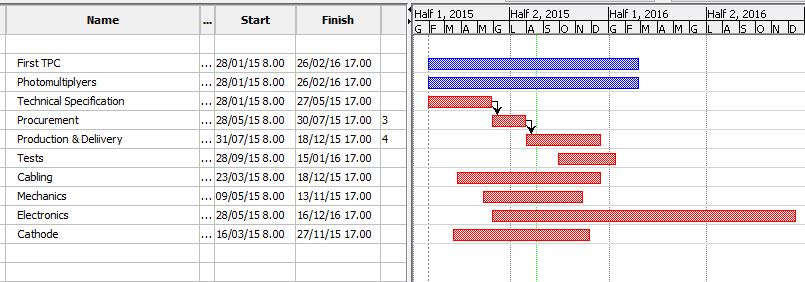 Name ... Start Finish Half 1, 2015 Half 2, 2015 Half 1, 2016 Half 2, 2016
G F M A M G L A S O N D G F M A M G L A S O N D
First TPC ... 28/01/15 8.00 26/02/16 17.00
Photomultiplyers ... 28/01/15 8.00 26/02/16 17.00
Technical Specification ... 28/01/15 8.00 27/05/15 17.00
Procurement ... 28/05/15 8.00 30/07/15 17.00 3
Production & Deliivery ... 31/07/15 8.00 18/12/15 17.00 4
Tests ... 28/09/15 8.00 15/01/16 17.00
Cabling ... 23/03/15 8.00 18/12/15 17.00
Mechanics ... 09/05/15 8.00 13/11/15 17.00
Electronics ... 28/05/15 8.00 16/12/16 17.00
Cathode ... 16/03/15 8.00 27/11/15 17.00